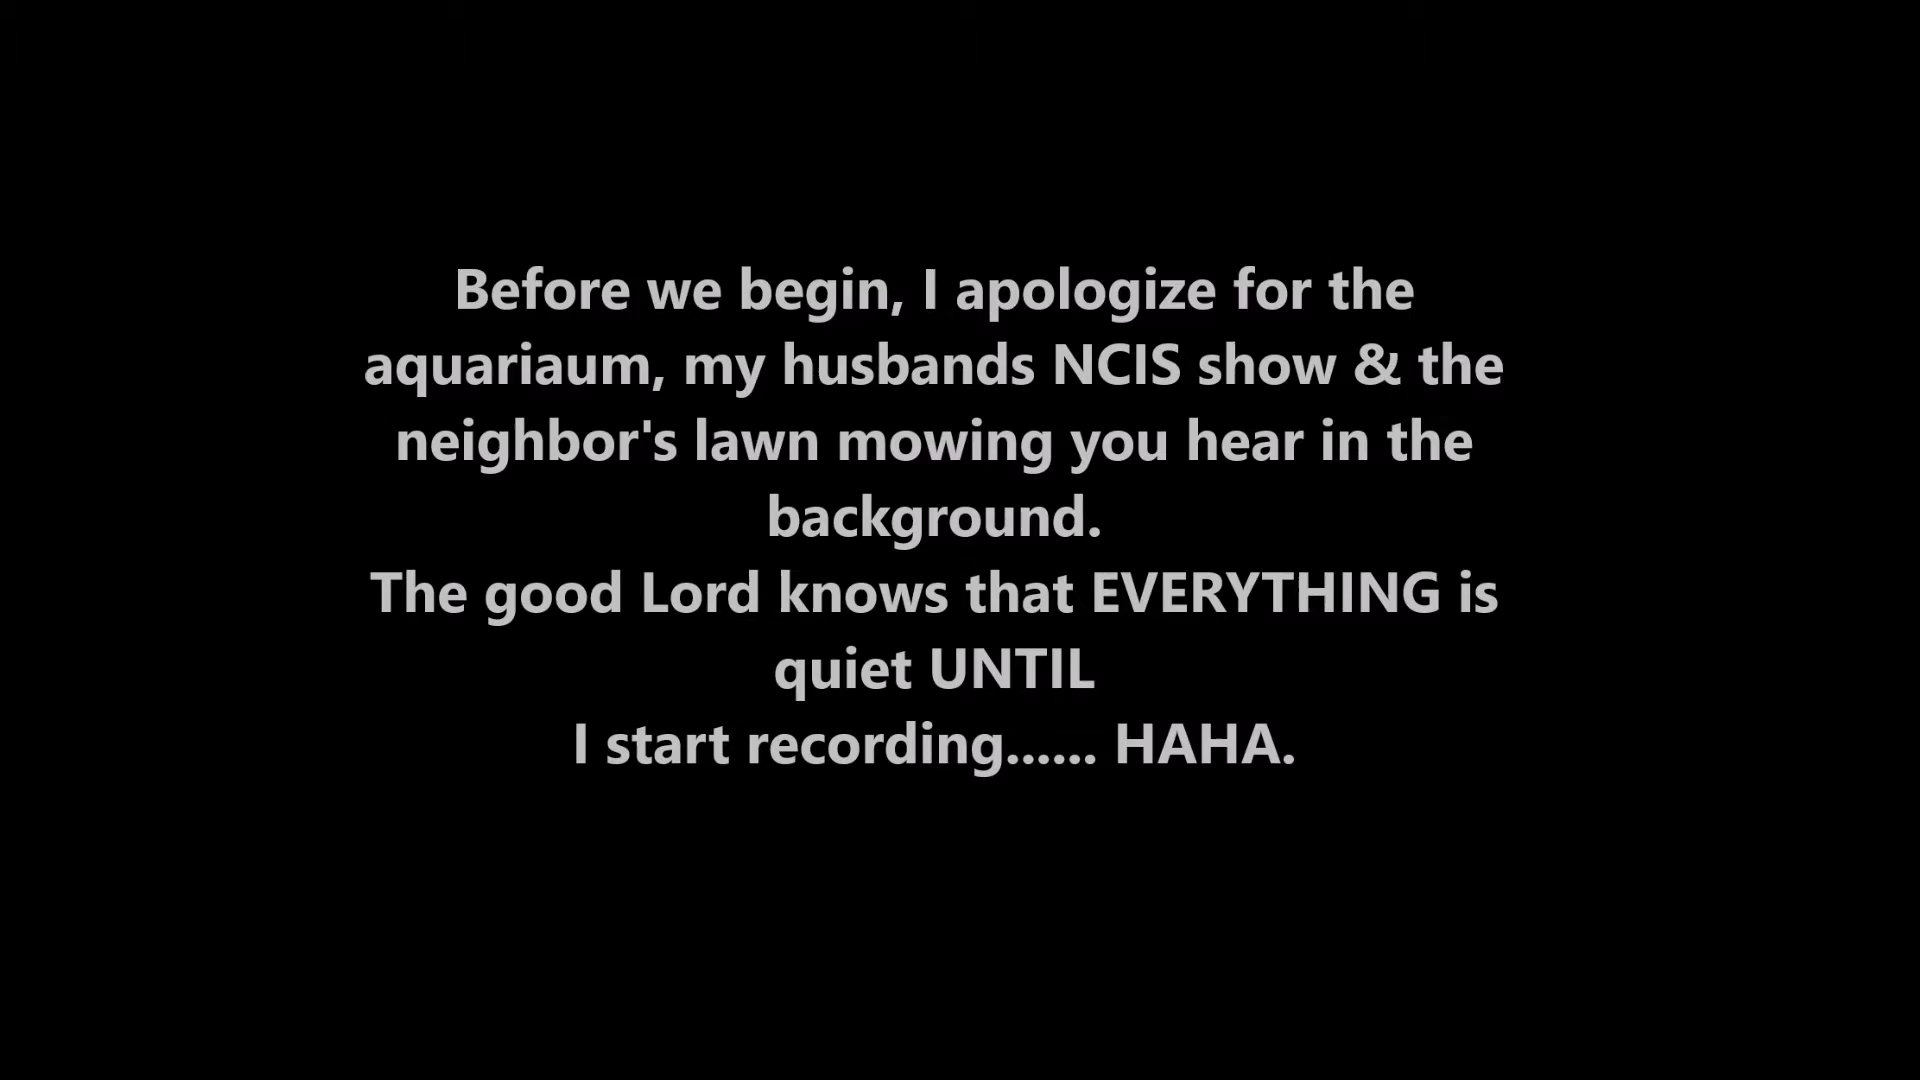 Before we begin, I apologize for the
aquariaum, my husbands NCIS show & the
neighbor's lawn mowing you hear in the
background.
The good Lord knows that EVERYTHING is
quiet UNTIL
I start recording...... HAHA.